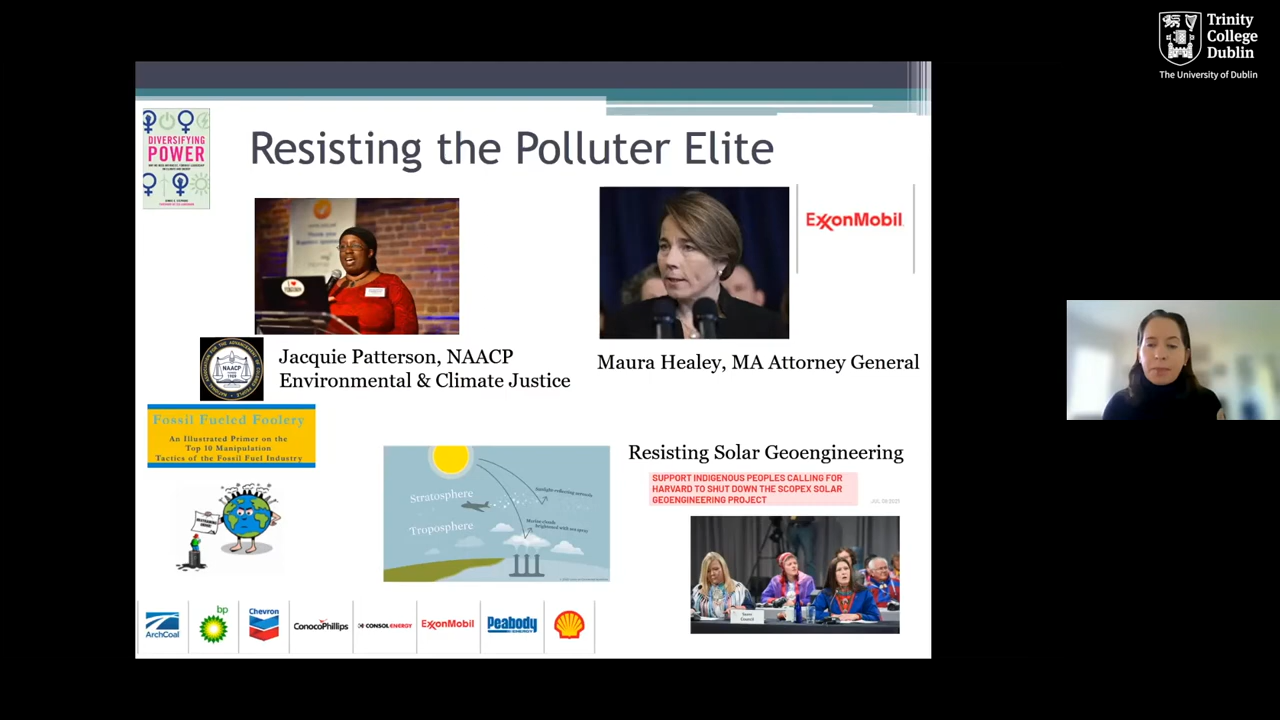 Trinity
College
Dublin
The University of Dublin
DIVERSIFYING
POWER
Resisting the Polluter Elite
ExxonMobil
Jacquie Patterson, NAACP
Environmental & Climate Justice
NAACP
Maura Healey, MA Attorney General
Fossil Fueled Foolery
An Illustrated Primer on the
Top 10 Manipulation
Tactics of the Fossil Fuel Industry
Stratosphere
Troposphere
Resisting Solar Geoengineering
SUPPORT INDIGENOUS PEOPLES CALLING FOR
HARVARD TO SHUT DOWN THE SCOPEX SOLAR
GEOENGINEERING PROJECT
ArchCoal
bp
Chevron
ConocoPhillips
CONSOL ENERGY
ExxonMobil
Peabody
ENERGY